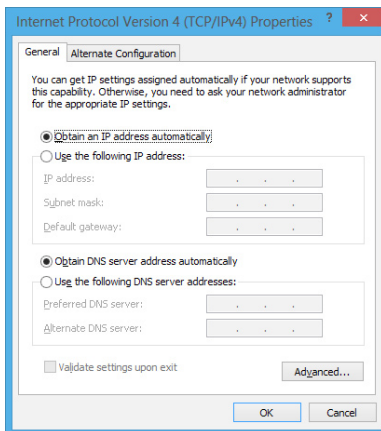 Internet Protocol Version 4 (TCP/IPv4) Properties ? ×
General Alternate Configuration
You can get IP settings assigned automatically if your network supports
this capability. Otherwise, you need to ask your network administrator
for the appropriate IP settings.
Obtain an IP address automatically
Use the following IP address:
IP address: . . .
Subnet mask: . . .
Default gateway: . . .
Obtain DNS server address automatically
Use the following DNS server addresses:
Preferred DNS server: . . .
Alternate DNS server: . . .
Validate settings upon exit
Advanced...
OK Cancel